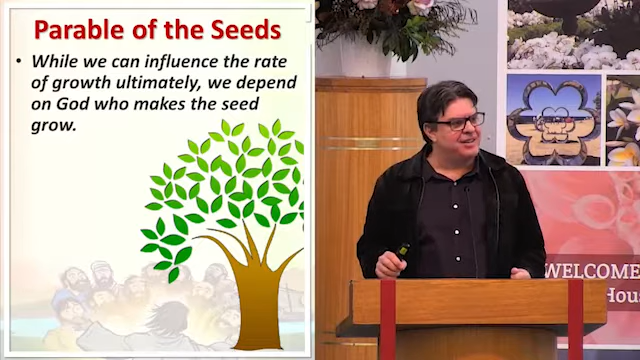 Parable of the Seeds
• While we can influence the rate
of growth ultimately, we depend
on God who makes the seed
grow.
WELCOME
Hous